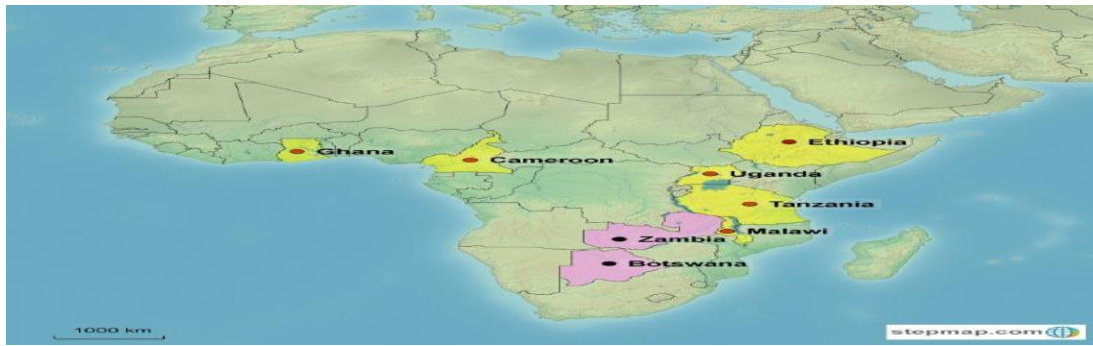 Ethiopia
Ghana
Cameroon
Uganda
Tanzania
Malawi
Zambia
Botswana
1000 km
stepmap.com